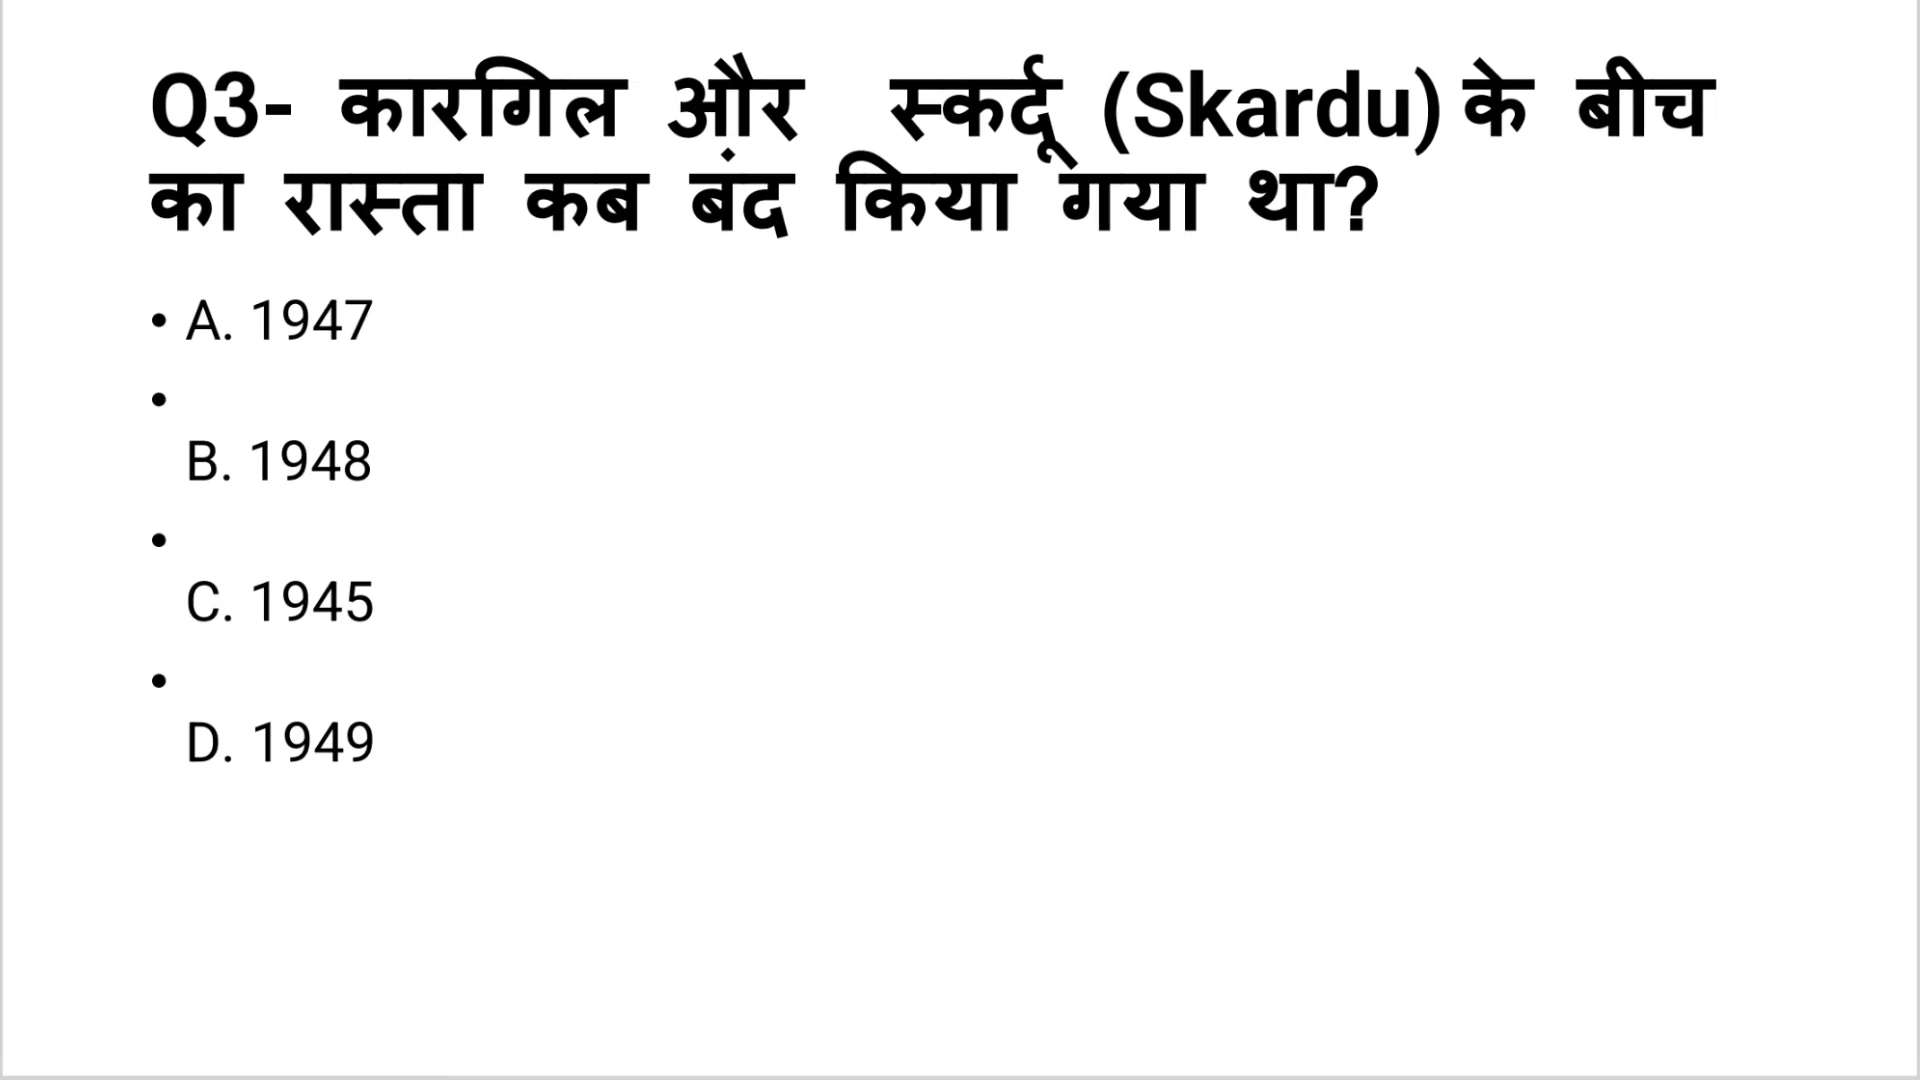 Q3- कारगिल और स्कर्दू (Skardu) के बीच
का रास्ता कब बंद किया गया था?
• A. 1947
•
B. 1948
•
C. 1945
•
D. 1949